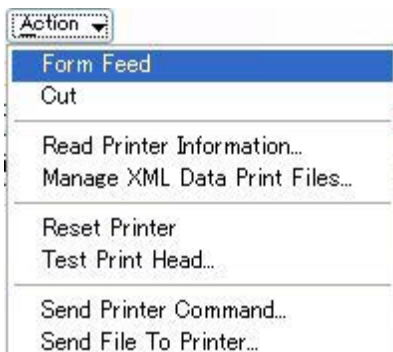 Action
Form Feed
Cut
Read Printer Information...
Manage XML Data Print Files...
Reset Printer
Test Print Head...
Send Printer Command...
Send File To Printer...